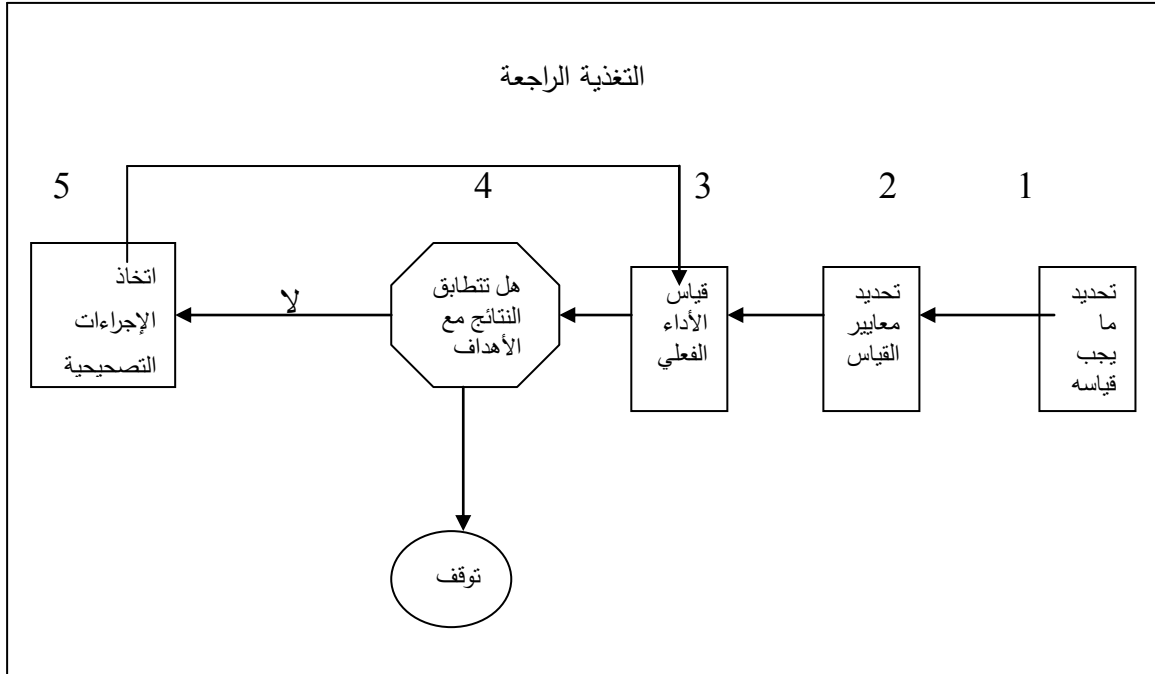 التغذية الراجعة
1
2
3
4
5
تحديد
ما
يجب
قياسه
تحديد
معايير
القياس
قياس
الأداء
الفعلي
هل تتطابق
النتائج مع
الأهداف
لا
اتخاذ
الإجراءات
التصحيحية
توقف